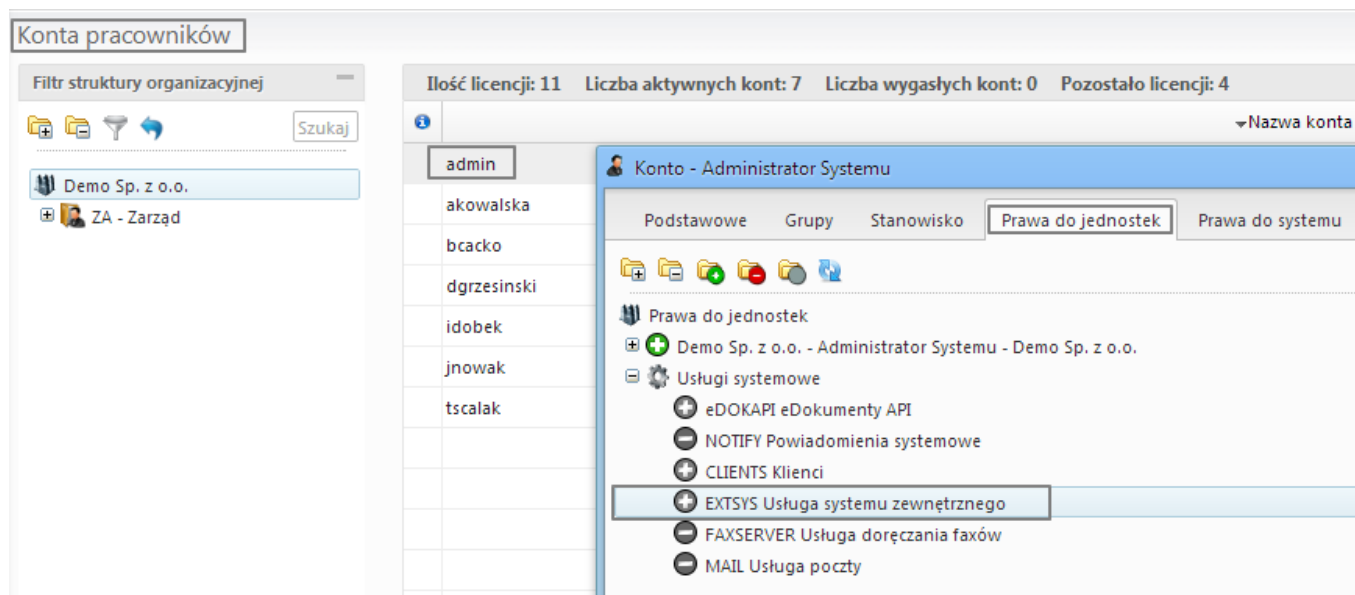 Konta pracowników
Filtr struktury organizacyjnej
Szukaj
Demo Sp. z o.o.
ZA - Zarząd
Ilość licencji: 11 Liczba aktywnych kont: 7 Liczba wygasłych kont: 0 Pozostało licencji: 4
Nazwa konta
admin
akowalska
bcacko
dgrzesinski
idobek
jnowak
tscalak
Konto - Administrator Systemu
Podstawowe Grupy Stanowisko Prawa do jednostek Prawa do systemu
Prawa do jednostek
Demo Sp. z o.o. - Administrator Systemu - Demo Sp. z o.o.
Usługi systemowe
eDOKAPI eDokumenty API
NOTIFY Powiadomienia systemowe
CLIENTS Klienci
EXTSYS Usługa systemu zewnętrznego
FAXSERVER Usługa doręczania faxów
MAIL Usługa poczty